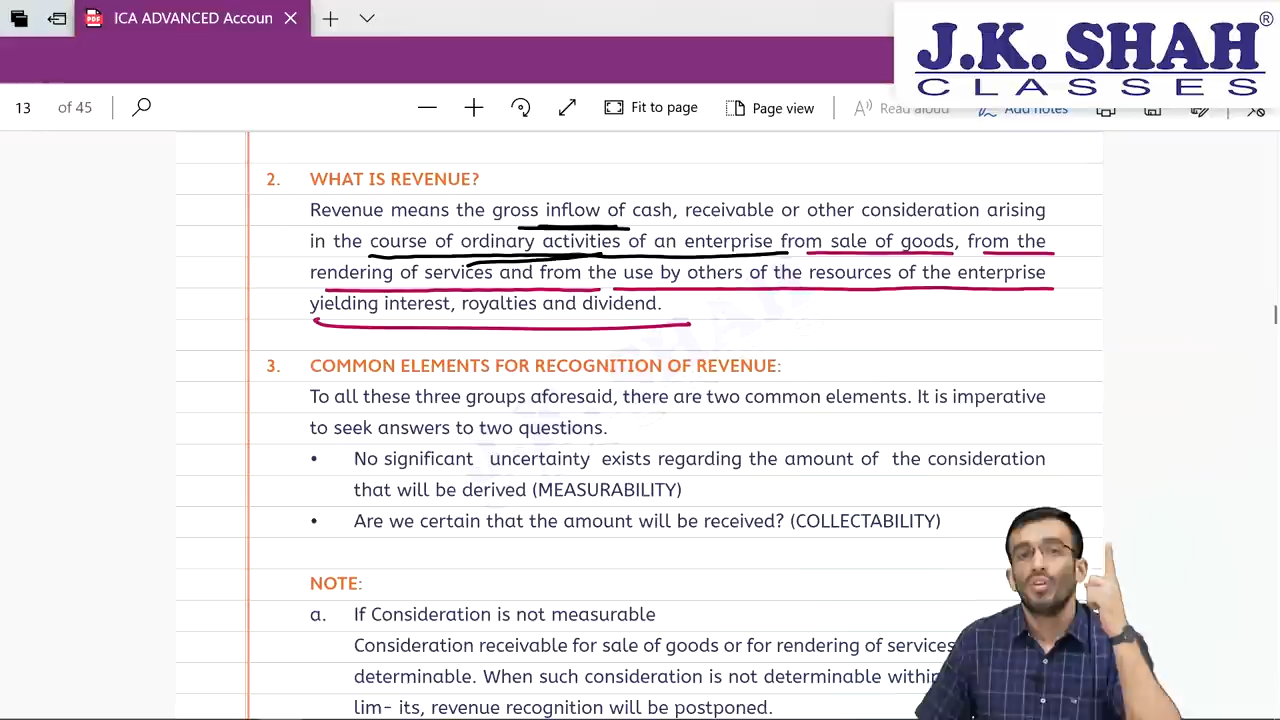 ICA ADVANCED Accoun
J.K. SHAH®
CLASSES
13 of 45
Fit to page
Page view
Read aloud
Add notes
2. WHAT IS REVENUE?
Revenue means the gross inflow of cash, receivable or other consideration arising
in the course of ordinary activities of an enterprise from sale of goods, from the
rendering of services and from the use by others of the resources of the enterprise
yielding interest, royalties and dividend.
3. COMMON ELEMENTS FOR RECOGNITION OF REVENUE:
To all these three groups aforesaid, there are two common elements. It is imperative
to seek answers to two questions.
• No significant uncertainty exists regarding the amount of the consideration
that will be derived (MEASURABILITY)
• Are we certain that the amount will be received? (COLLECTABILITY)
NOTE:
a. If Consideration is not measurable
Consideration receivable for sale of goods or for rendering of services
determinable. When such consideration is not determinable within
lim- its, revenue recognition will be postponed.